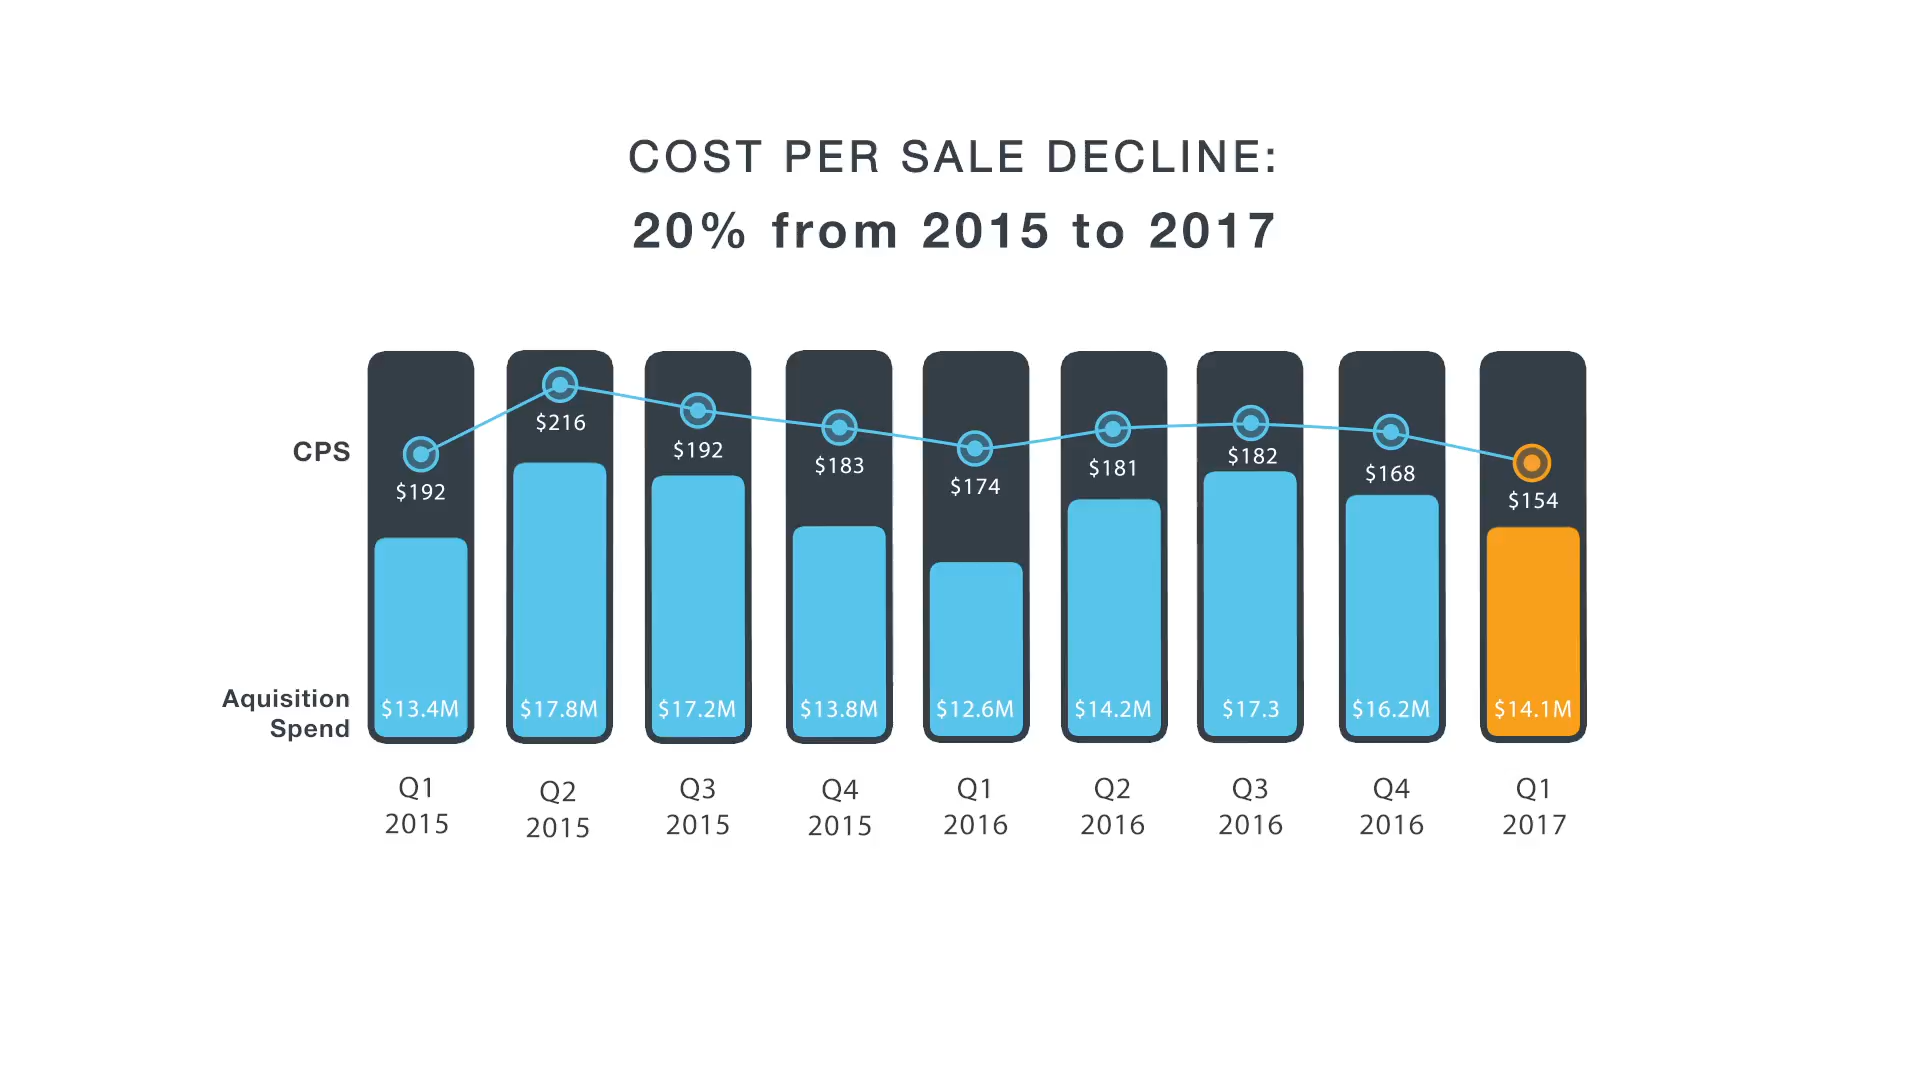 COST PER SALE DECLINE:
20% from 2015 to 2017
CPS
$192
$216
$192
$183
$174
$181
$182
$168
$154
Aquisition
Spend
$13.4M
$17.8M
$17.2M
$13.8M
$12.6M
$14.2M
$17.3
$16.2M
$14.1M
Q1
2015
Q2
2015
Q3
2015
Q4
2015
Q1
2016
Q2
2016
Q3
2016
Q4
2016
Q1
2017